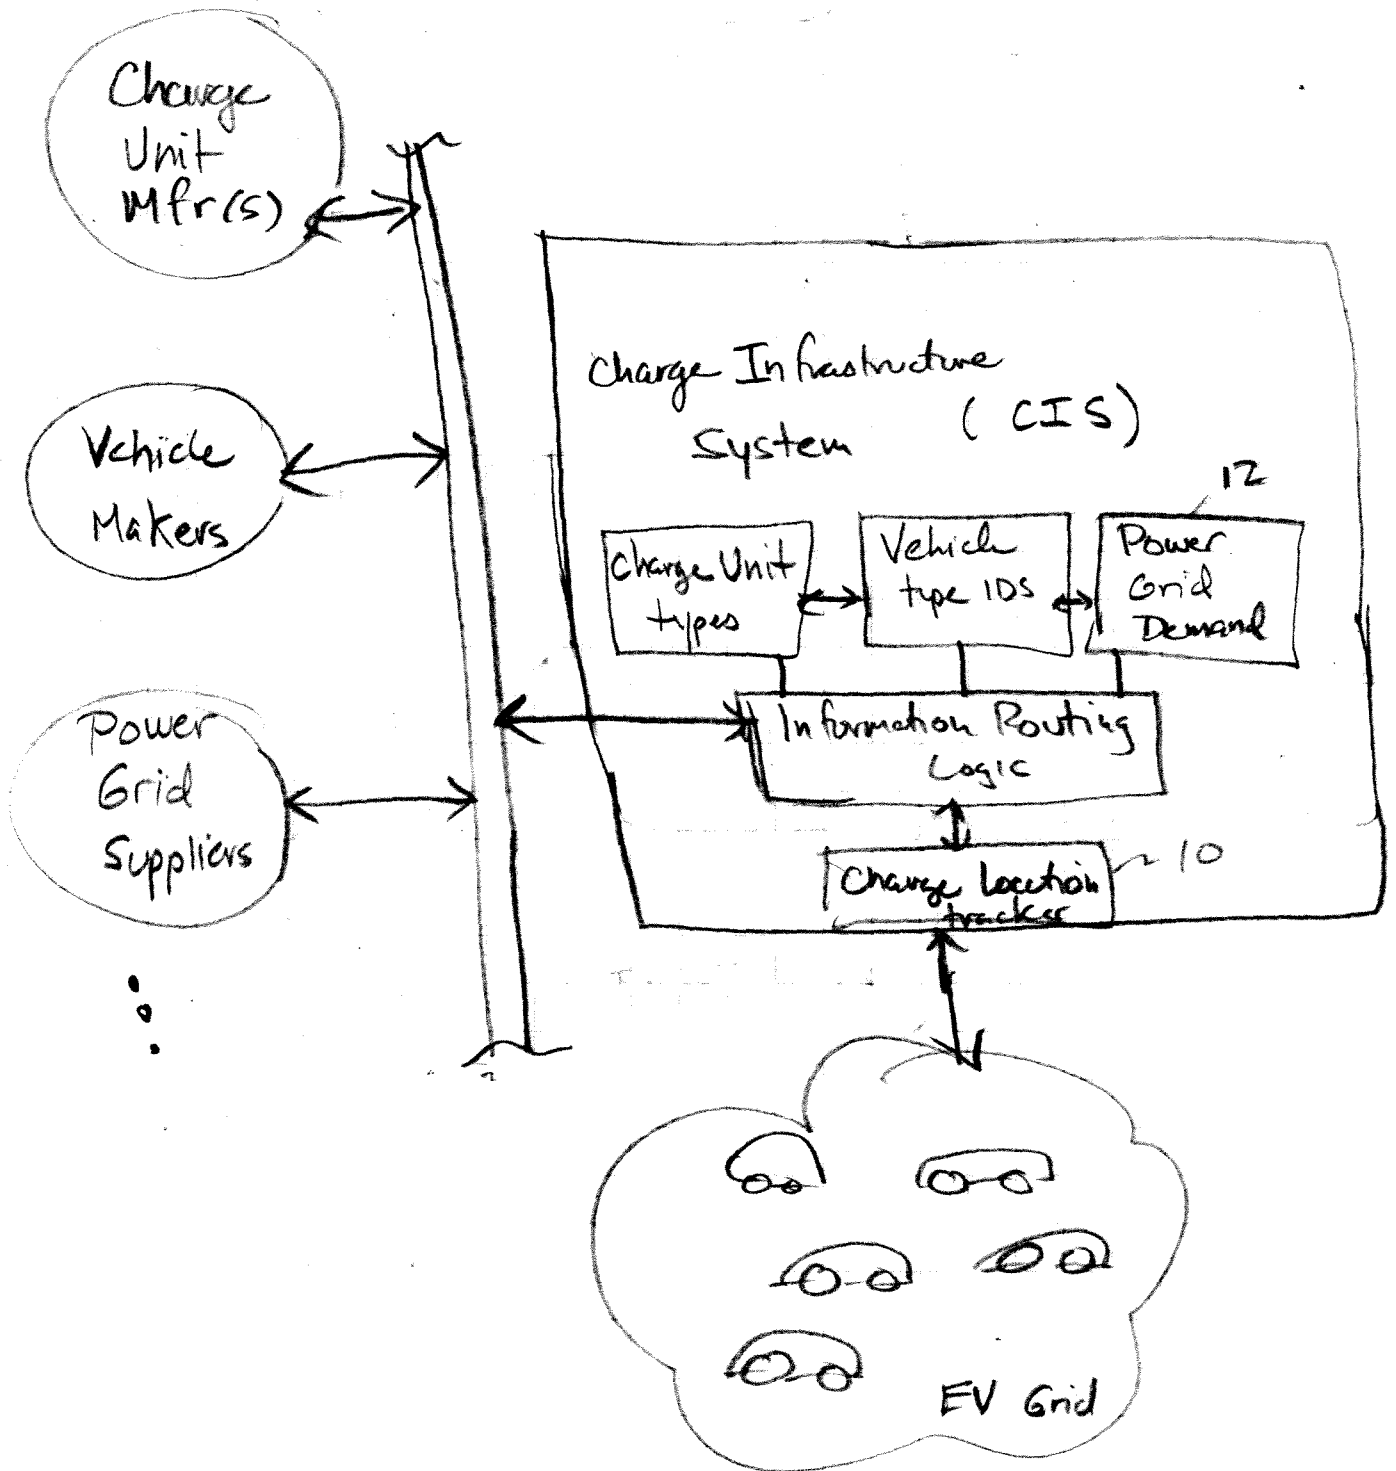 Charge
Unit
Mfr(s)
Vehicle
Makers
Power
Grid
Suppliers
Charge Infrastructure
System (CIS)
12
Charge Unit
types
Vehicle
type IDS
Power
Grid
Demand
Information Routing
Logic
10
Charge Location
tracker
EV Grid